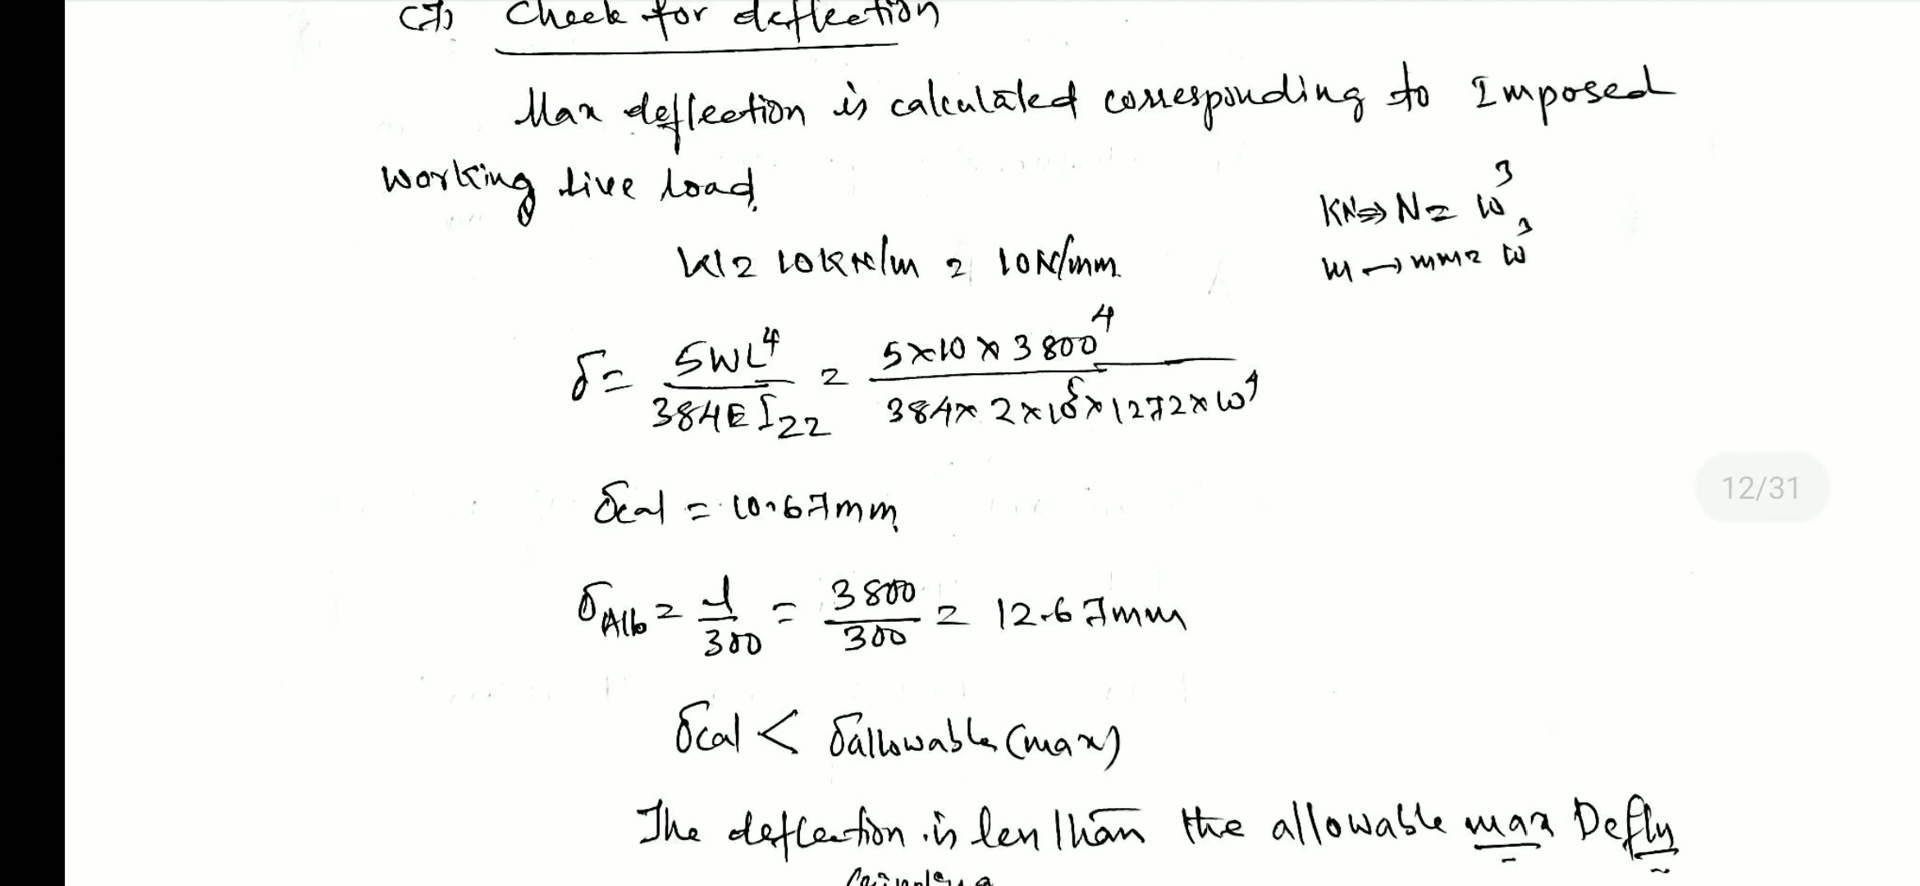 (7) Check for deflection
Max deflection is calculated corresponding to Imposed
working live load.
KN⇒ N = 10³
m → mm = 10³
W = 10KN/m = 10N/mm
δ = 5WL⁴ / 384EIzz = 5×10×3800⁴ / 384×2×10⁵×1272×10⁴
δcal = 10.67mm
δAllo = l/300 = 3800/300 = 12.67mm
12/31
δcal < δallowable (max)
The deflection is less than the allowable max Defln